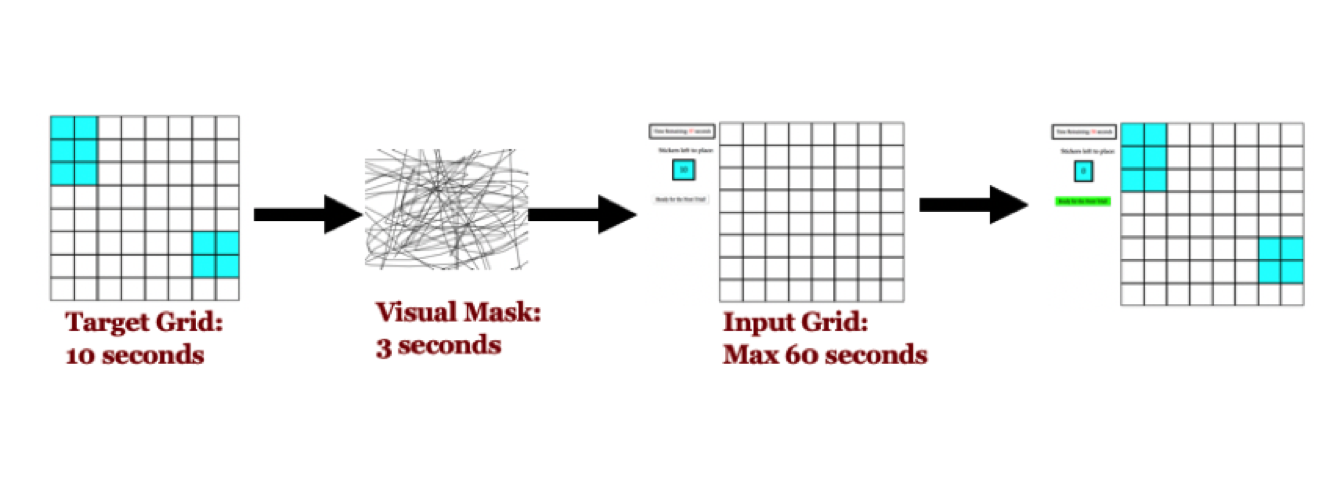 Time Remaining: seconds
Stickers left to place:
10
Ready for the Next Trial?
Time Remaining: seconds
Stickers left to place:
0
Ready for the Next Trial?
Target Grid:
10 seconds
Visual Mask:
3 seconds
Input Grid:
Max 60 seconds